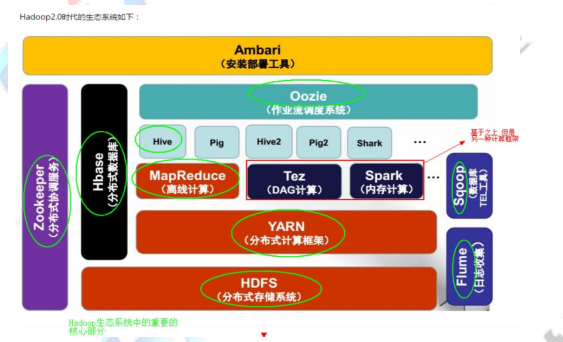 Hadoop2.0时代的生态系统如下：
Ambari
（安装部署工具）
Oozie
（作业流调度系统）
Zookeeper
（分布式协调服务）
Hbase
（分布式数据库）
Hive
Pig
Hive2
Pig2
Shark
...
基于之上 但是
另一种计算框架
MapReduce
（离线计算）
Tez
（DAG计算）
Spark
（内存计算）
...
Sqoop
（数据库
TEL工具）
YARN
（分布式计算框架）
Flume
（日志收集）
HDFS
（分布式存储系统）
Hadoop生态系统中的重要的
核心部分